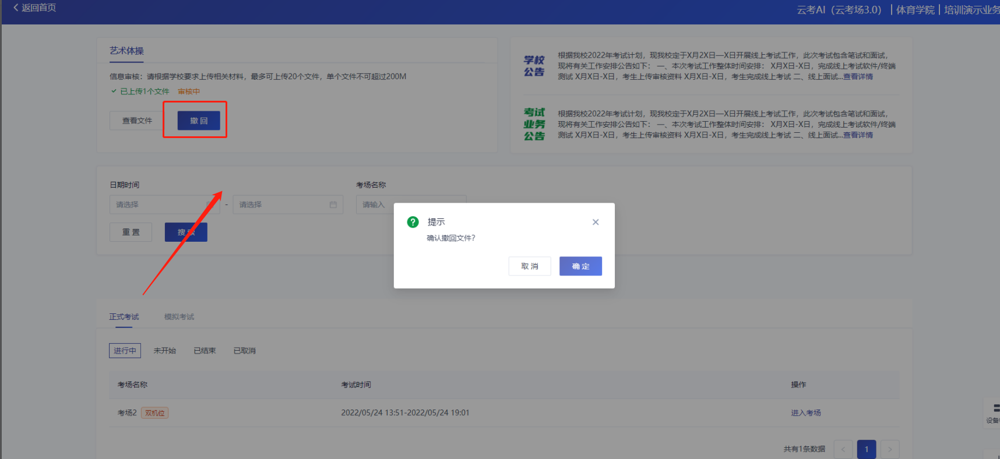 返回首页
云考AI（云考场3.0） | 体育学院 | 培训演示业务
艺术体操
信息审核：请根据学校要求上传相关材料，最多可上传20个文件，单个文件不可超过200M
已上传1个文件 审核中
查看文件 撤 回
学校
公告
根据我校2022年考试计划，现我校定于X月2X日—X日开展线上考试工作，此次考试包含笔试和面试，
现将有关工作安排公告如下： 一、本次考试工作整体时间安排： X月X日-X日，完成线上考试软件/终端
测试 X月X日-X日，考生上传审核资料 X月X日-X日，考生完成线上考试 二、线上面试...查看详情
考试
业务
公告
根据我校2022年考试计划，现我校定于X月2X日—X日开展线上考试工作，此次考试包含笔试和面试，
现将有关工作安排公告如下： 一、本次考试工作整体时间安排： X月X日-X日，完成线上考试软件/终端
测试 X月X日-X日，考生上传审核资料 X月X日-X日，考生完成线上考试 二、线上面试...查看详情
日期时间 考场名称
请选择 - 请选择 请输入
重 置 搜 索
提示
确认撤回文件?
取 消 确 定
正式考试 模拟考试
进行中 未开始 已结束 已取消
考场名称 考试时间 操作
考场2 双机位 2022/05/24 13:51-2022/05/24 19:01 进入考场
设备
共有1条数据 < 1 >